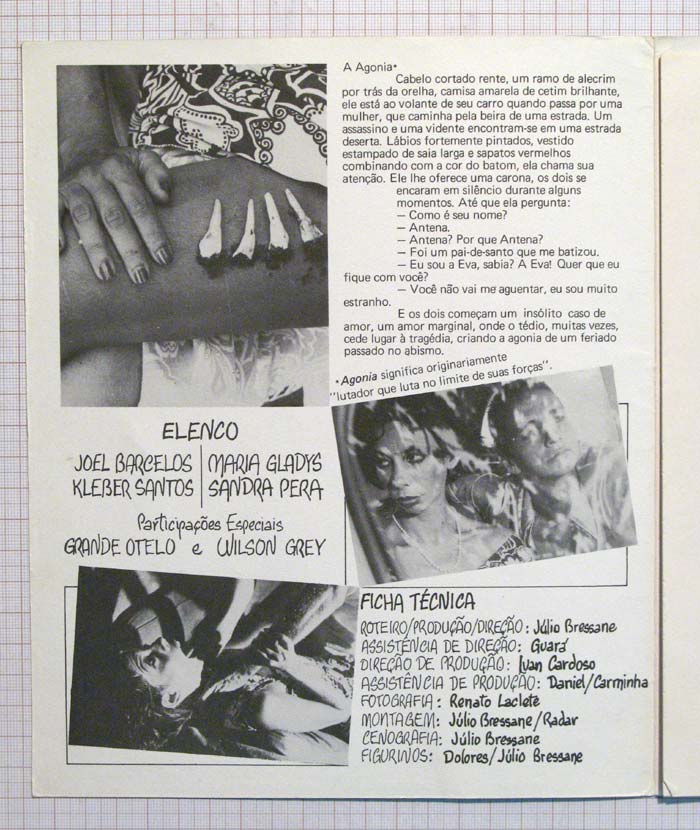 A Agonia*
Cabelo cortado rente, um ramo de alecrim
por trás da orelha, camisa amarela de cetim brilhante,
ele está ao volante de seu carro quando passa por uma
mulher, que caminha pela beira de uma estrada. Um
assassino e uma vidente encontram-se em uma estrada
deserta. Lábios fortemente pintados, vestido
estampado de saia larga e sapatos vermelhos
combinando com a cor do batom, ela chama sua
atenção. Ele lhe oferece uma carona, os dois se
encaram em silêncio durante alguns
momentos. Até que ela pergunta:
— Como é seu nome?
— Antena.
— Antena? Por que Antena?
— Foi um pai-de-santo que me batizou.
— Eu sou a Eva, sabia? A Eva! Quer que eu
fique com você?
— Você não vai me aguentar, eu sou muito
estranho.
E os dois começam um insólito caso de
amor, um amor marginal, onde o tédio, muitas vezes,
cede lugar à tragédia, criando a agonia de um feriado
passado no abismo.
*Agonia significa originariamente
"lutador que luta no limite de suas forças".
ELENCO
JOEL BARCELOS MARIA GLADYS
KLEBER SANTOS SANDRA PERA
Participações Especiais
GRANDE OTELO e WILSON GREY
FICHA TÉCNICA
ROTEIRO/PRODUÇÃO/DIREÇÃO: Júlio Bressane
ASSISTÊNCIA DE DIREÇÃO: Guará
DIREÇÃO DE PRODUÇÃO: Ivan Cardoso
ASSISTÊNCIA DE PRODUÇÃO: Daniel/Carminha
FOTOGRAFIA: Renato Laclete
MONTAGEM: Júlio Bressane/Radar
CENOGRAFIA: Júlio Bressane
FIGURINOS: Dolores/Júlio Bressane